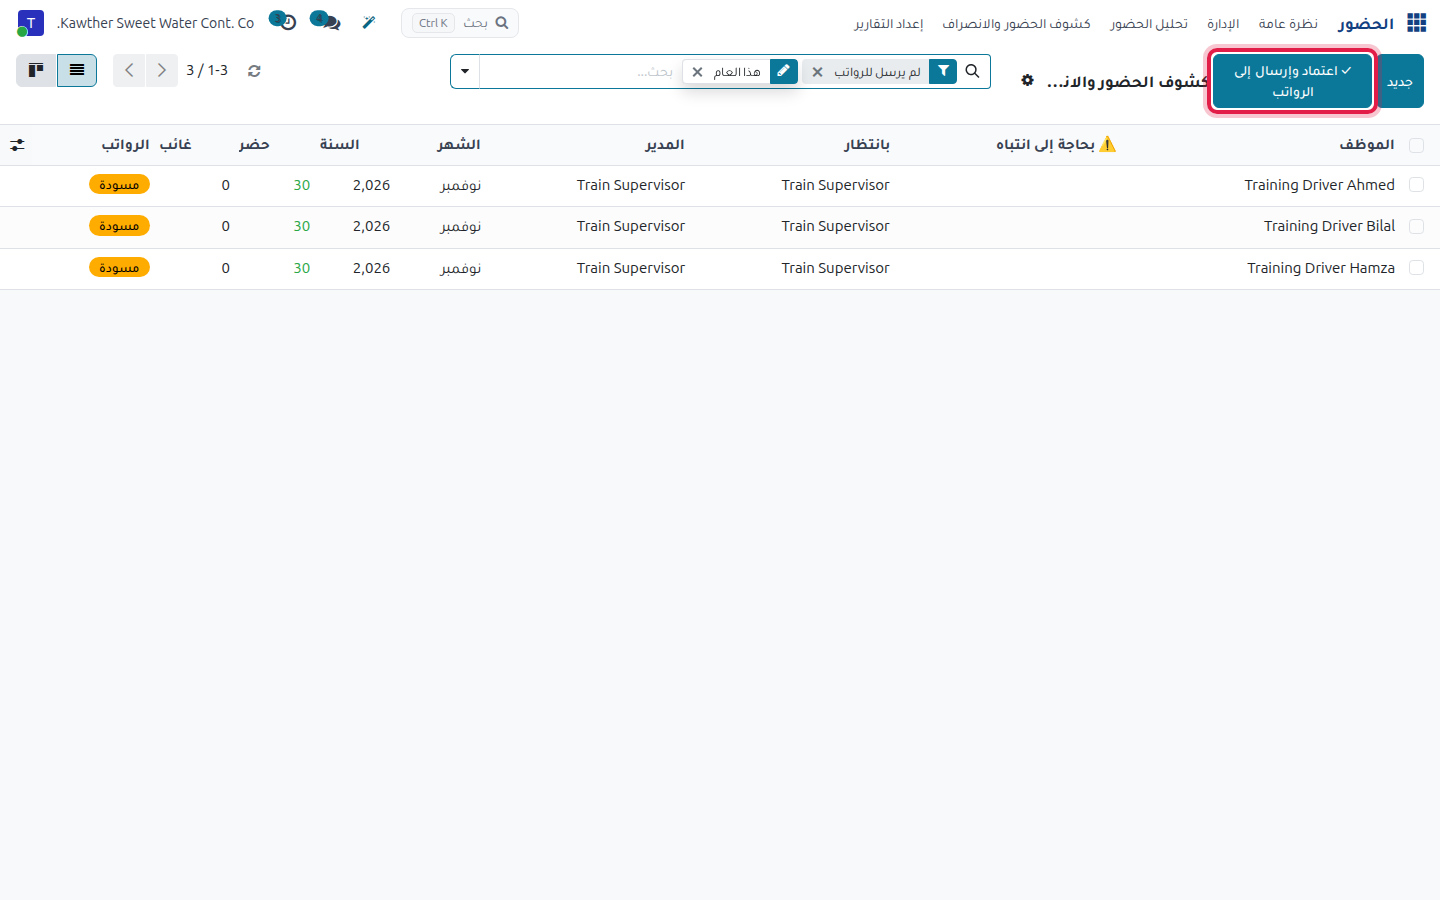 الحضور
نظرة عامة
الإدارة
تحليل الحضور
كشوف الحضور والانصراف
إعداد التقارير
بحث
Ctrl K
4
3
Kawther Sweet Water Cont. Co.
T
جديد
اعتماد وإرسال إلى
الرواتب
كشوف الحضور والانـ...
لم يرسل للرواتب
هذا العام
بحث...
1-3 / 3
الموظف
⚠️ بحاجة إلى انتباه
بانتظار
المدير
الشهر
السنة
حضر
غائب
الرواتب
Training Driver Ahmed
Train Supervisor
Train Supervisor
نوفمبر
2,026
30
0
مسودة
Training Driver Bilal
Train Supervisor
Train Supervisor
نوفمبر
2,026
30
0
مسودة
Training Driver Hamza
Train Supervisor
Train Supervisor
نوفمبر
2,026
30
0
مسودة